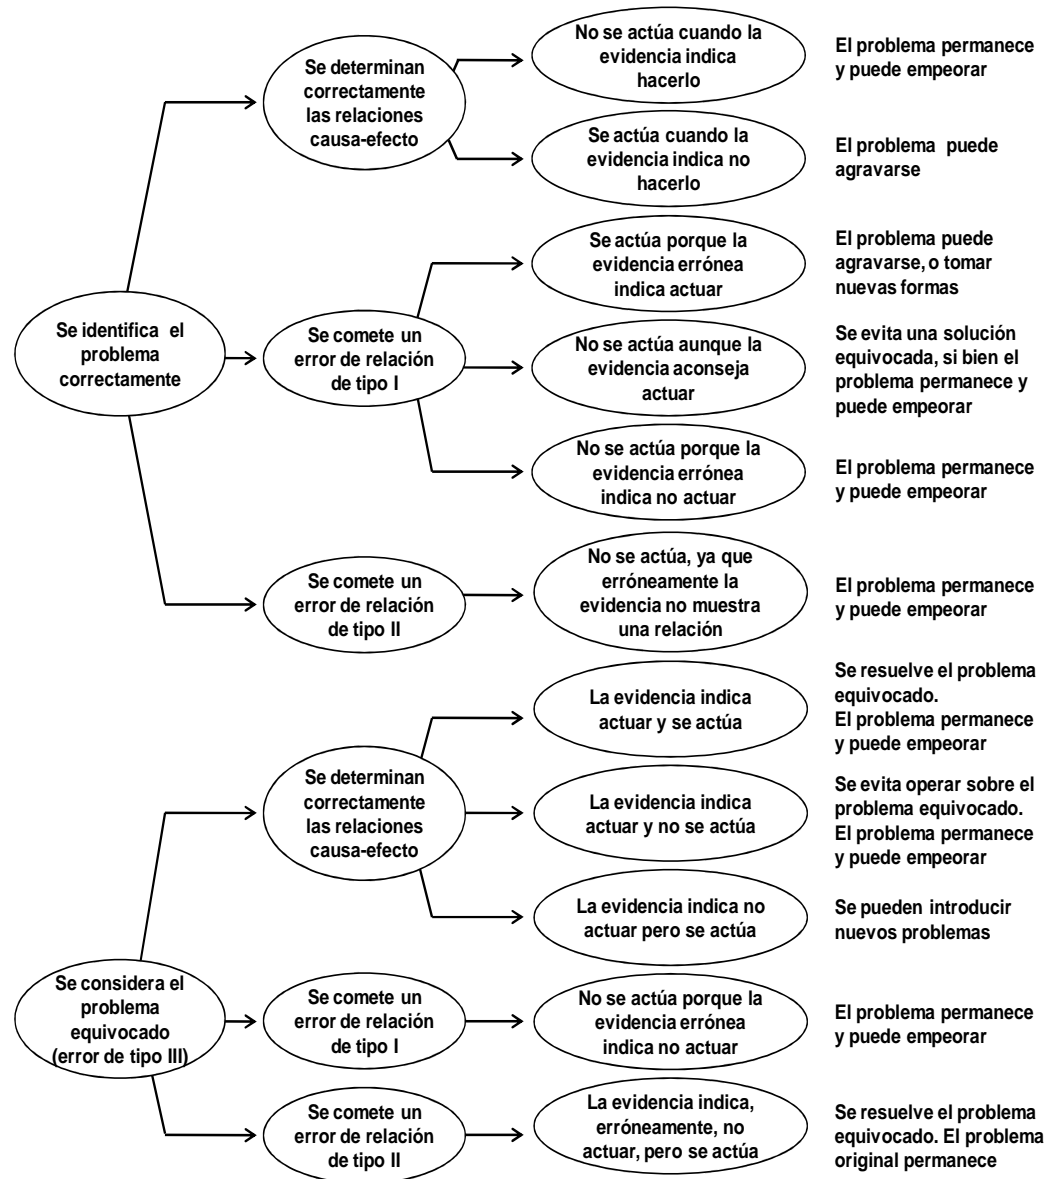 Se identifica el
problema
correctamente
Se determinan
correctamente
las relaciones
causa-efecto
No se actúa cuando la
evidencia indica
hacerlo
El problema permanece
y puede empeorar
Se actúa cuando la
evidencia indica no
hacerlo
El problema puede
agravarse
Se comete un
error de relación
de tipo I
Se actúa porque la
evidencia errónea
indica actuar
El problema puede
agravarse, o tomar
nuevas formas
No se actúa aunque la
evidencia aconseja
actuar
Se evita una solución
equivocada, si bien el
problema permanece y
puede empeorar
No se actúa porque la
evidencia errónea
indica no actuar
El problema permanece
y puede empeorar
Se comete un
error de relación
de tipo II
No se actúa, ya que
erróneamente la
evidencia no muestra
una relación
El problema permanece
y puede empeorar
Se considera el
problema
equivocado
(error de tipo III)
Se determinan
correctamente
las relaciones
causa-efecto
La evidencia indica
actuar y se actúa
Se resuelve el problema
equivocado.
El problema permanece
y puede empeorar
La evidencia indica
actuar y no se actúa
Se evita operar sobre el
problema equivocado.
El problema permanece
y puede empeorar
La evidencia indica no
actuar pero se actúa
Se pueden introducir
nuevos problemas
Se comete un
error de relación
de tipo I
No se actúa porque la
evidencia errónea
indica no actuar
El problema permanece
y puede empeorar
Se comete un
error de relación
de tipo II
La evidencia indica,
erróneamente, no
actuar, pero se actúa
Se resuelve el problema
equivocado. El problema
original permanece